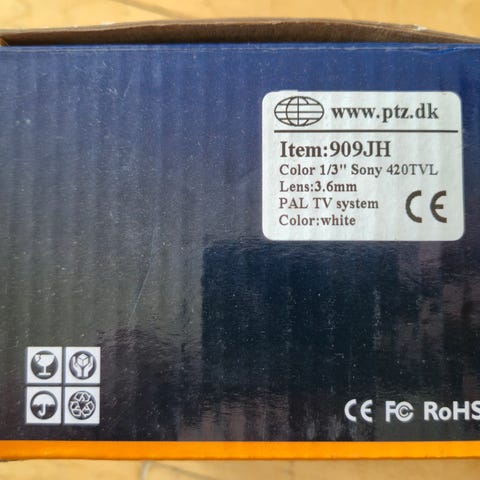 www.ptz.dk
Item:909JH
Color 1/3" Sony 420TVL
Lens:3.6mm
PAL TV system
Color:white
CE
CE FC RoHS